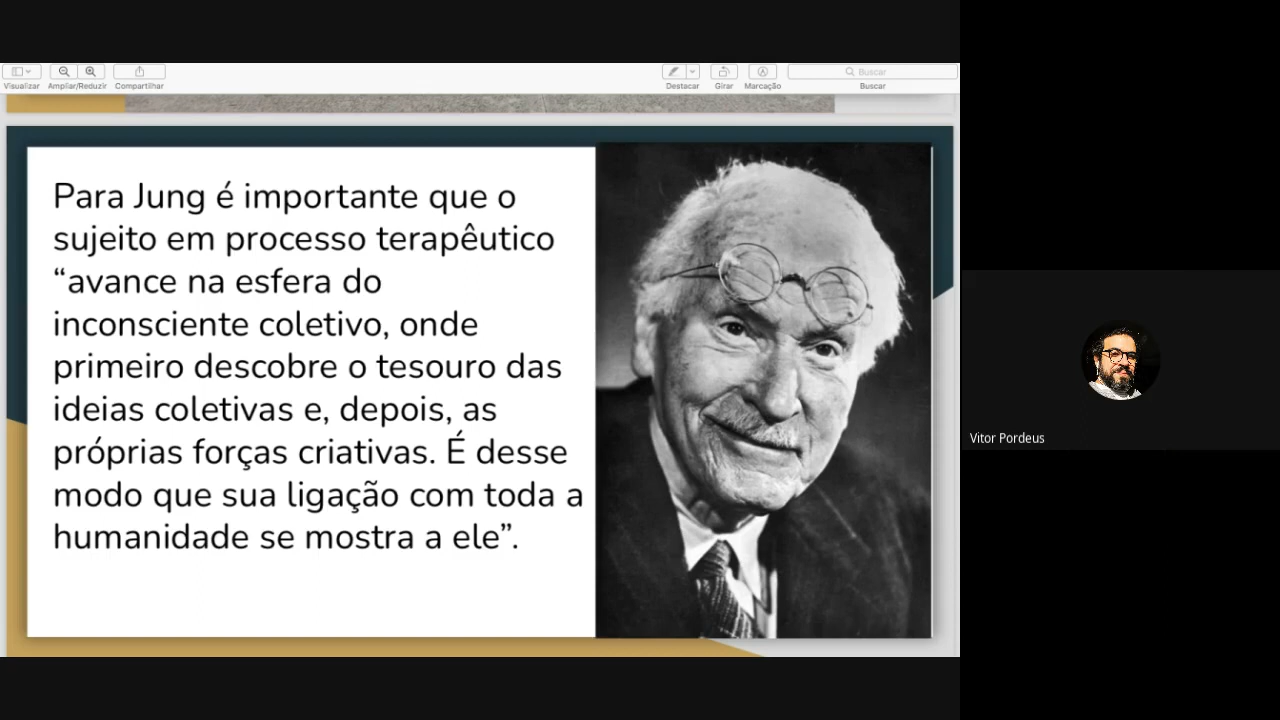 Visualizar
Ampliar/Reduzir
Compartilhar
Destacar
Girar
Marcação
Buscar
Buscar
Para Jung é importante que o
sujeito em processo terapêutico
“avance na esfera do
inconsciente coletivo, onde
primeiro descobre o tesouro das
ideias coletivas e, depois, as
próprias forças criativas. É desse
modo que sua ligação com toda a
humanidade se mostra a ele”.
Vitor Pordeus